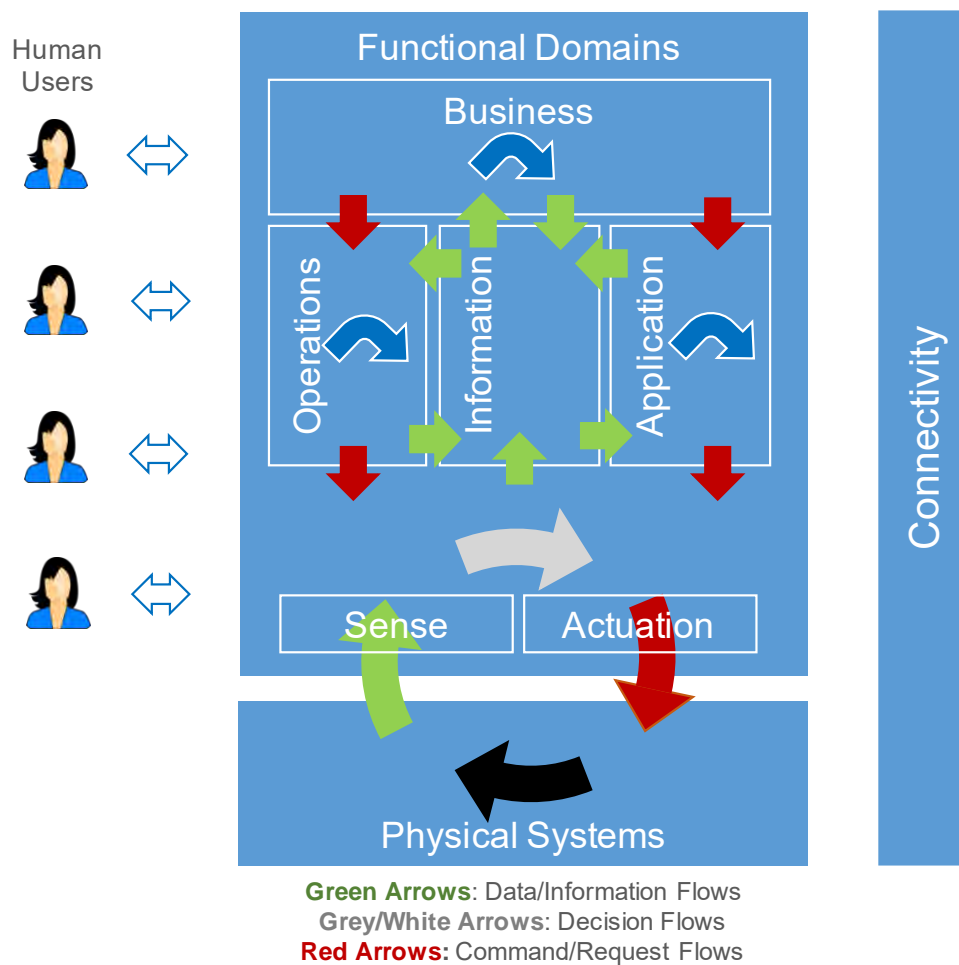 Human
Users
Functional Domains
Business
Operations
Information
Application
Sense
Actuation
Physical Systems
Connectivity
Green Arrows: Data/Information Flows
Grey/White Arrows: Decision Flows
Red Arrows: Command/Request Flows